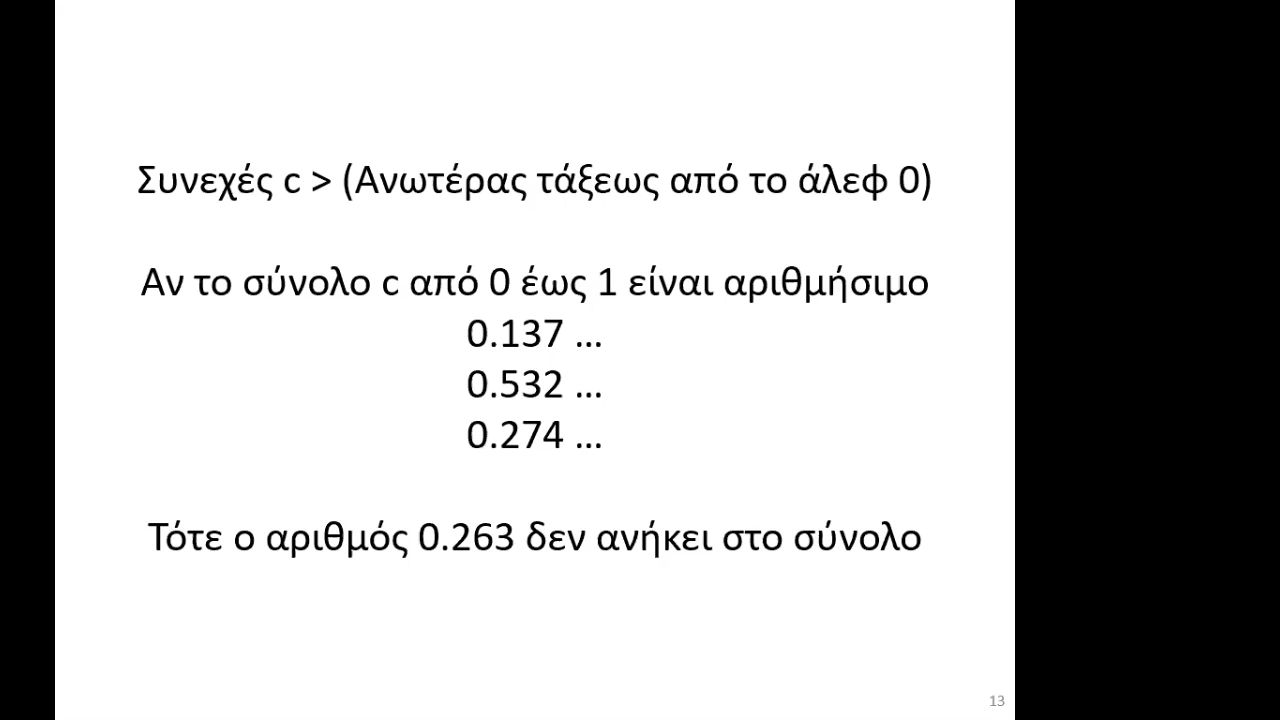 Συνεχές c > (Ανωτέρας τάξεως από το άλεφ 0)
Αν το σύνολο c από 0 έως 1 είναι αριθμήσιμο
0.137 ...
0.532 ...
0.274 ...
Τότε ο αριθμός 0.263 δεν ανήκει στο σύνολο
13